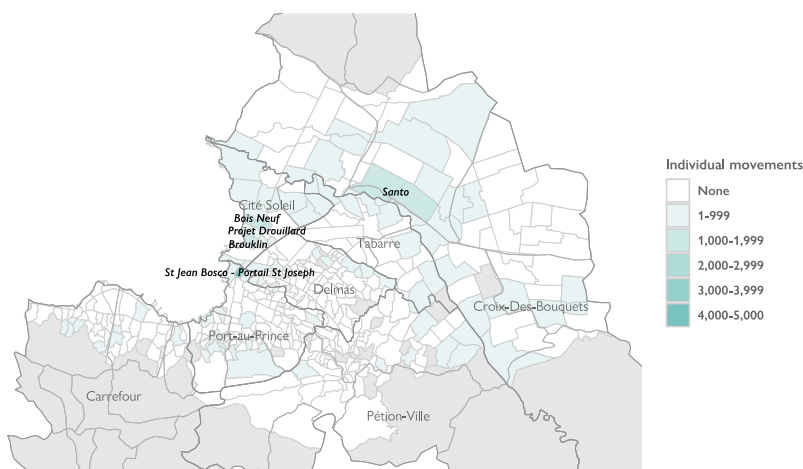 Santo
Cité Soleil
Bois Neuf
Projet Drouillard
Brouklin
Tabarre
St Jean Bosco - Portail St Joseph
Delmas
Croix-Des-Bouquets
Port-au-Prince
Carrefour
Pétion-Ville
Individual movements
None
1-999
1,000-1,999
2,000-2,999
3,000-3,999
4,000-5,000